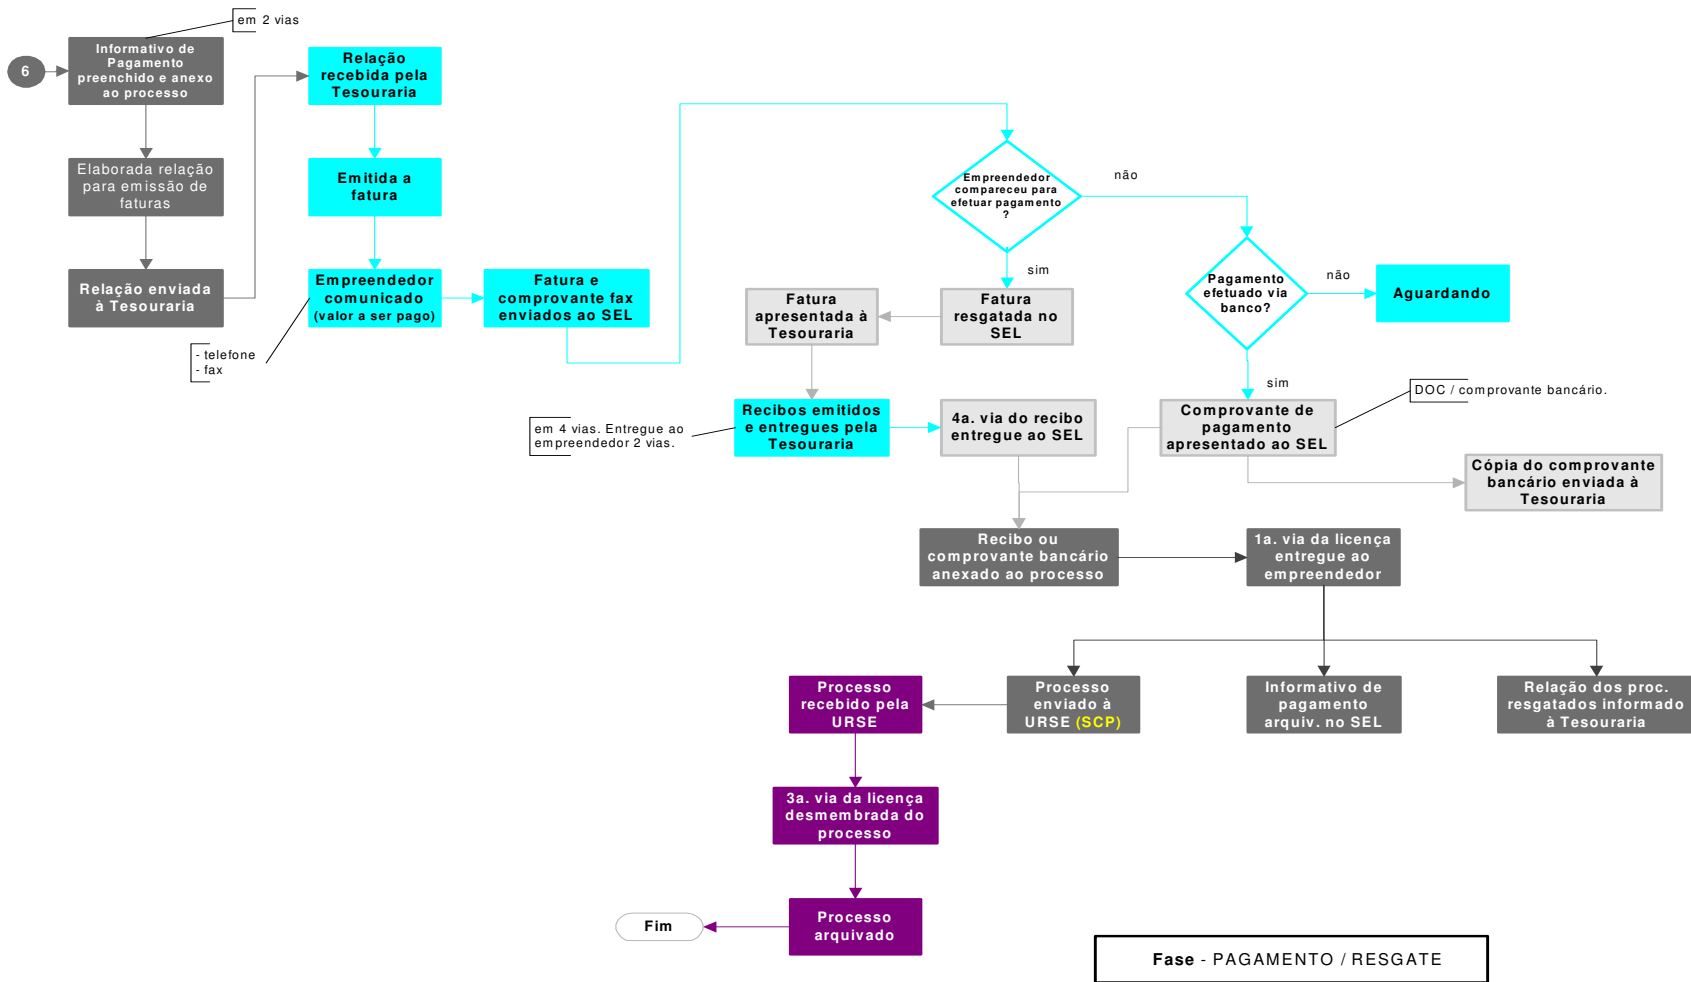 em 2 vias
6
Informativo de
Pagamento
preenchido e anexo
ao processo
Relação
recebida pela
Tesouraria
Elaborada relação
para emissão de
faturas
Emitida a
fatura
Relação enviada
à Tesouraria
Empreendedor
comunicado
(valor a ser pago)
- telefone
- fax
Fatura e
comprovante fax
enviados ao SEL
Empreendedor
compareceu para
efetuar pagamento
?
não
sim
Pagamento
efetuado via
banco?
não
sim
Aguardando
Fatura
resgatada no
SEL
Fatura
apresentada à
Tesouraria
em 4 vias. Entregue ao
empreendedor 2 vias.
Recibos emitidos
e entregues pela
Tesouraria
4a. via do recibo
entregue ao SEL
Comprovante de
pagamento
apresentado ao SEL
DOC / comprovante bancário.
Cópia do comprovante
bancário enviada à
Tesouraria
Recibo ou
comprovante bancário
anexado ao processo
1a. via da licença
entregue ao
empreendedor
Processo
recebido pela
URSE
Processo
enviado à
URSE (SCP)
Informativo de
pagamento
arquiv. no SEL
Relação dos proc.
resgatados informado
à Tesouraria
3a. via da licença
desmembrada do
processo
Processo
arquivado
Fim
Fase - PAGAMENTO / RESGATE